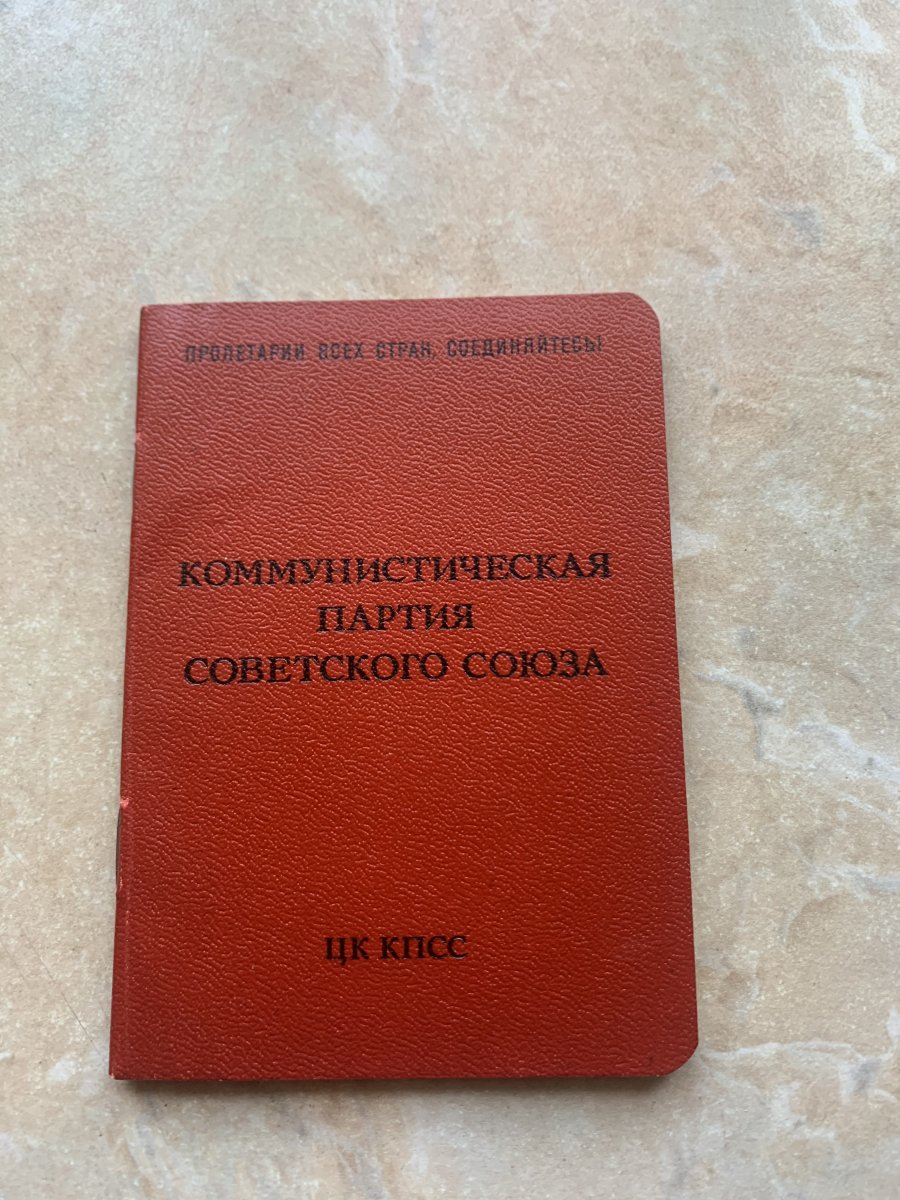 ПРОЛЕТАРИИ ВСЕХ СТРАН, СОЕДИНЯЙТЕСЬ!
КОММУНИСТИЧЕСКАЯ
ПАРТИЯ
СОВЕТСКОГО СОЮЗА
ЦК КПСС